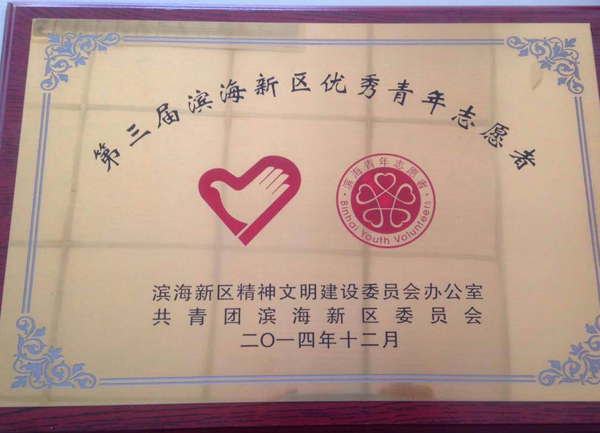 第三届滨海新区优秀青年志愿者
滨海青年志愿者
Binhai Youth Volunteers
滨海新区精神文明建设委员会办公室
共青团滨海新区委员会
二〇一四年十二月